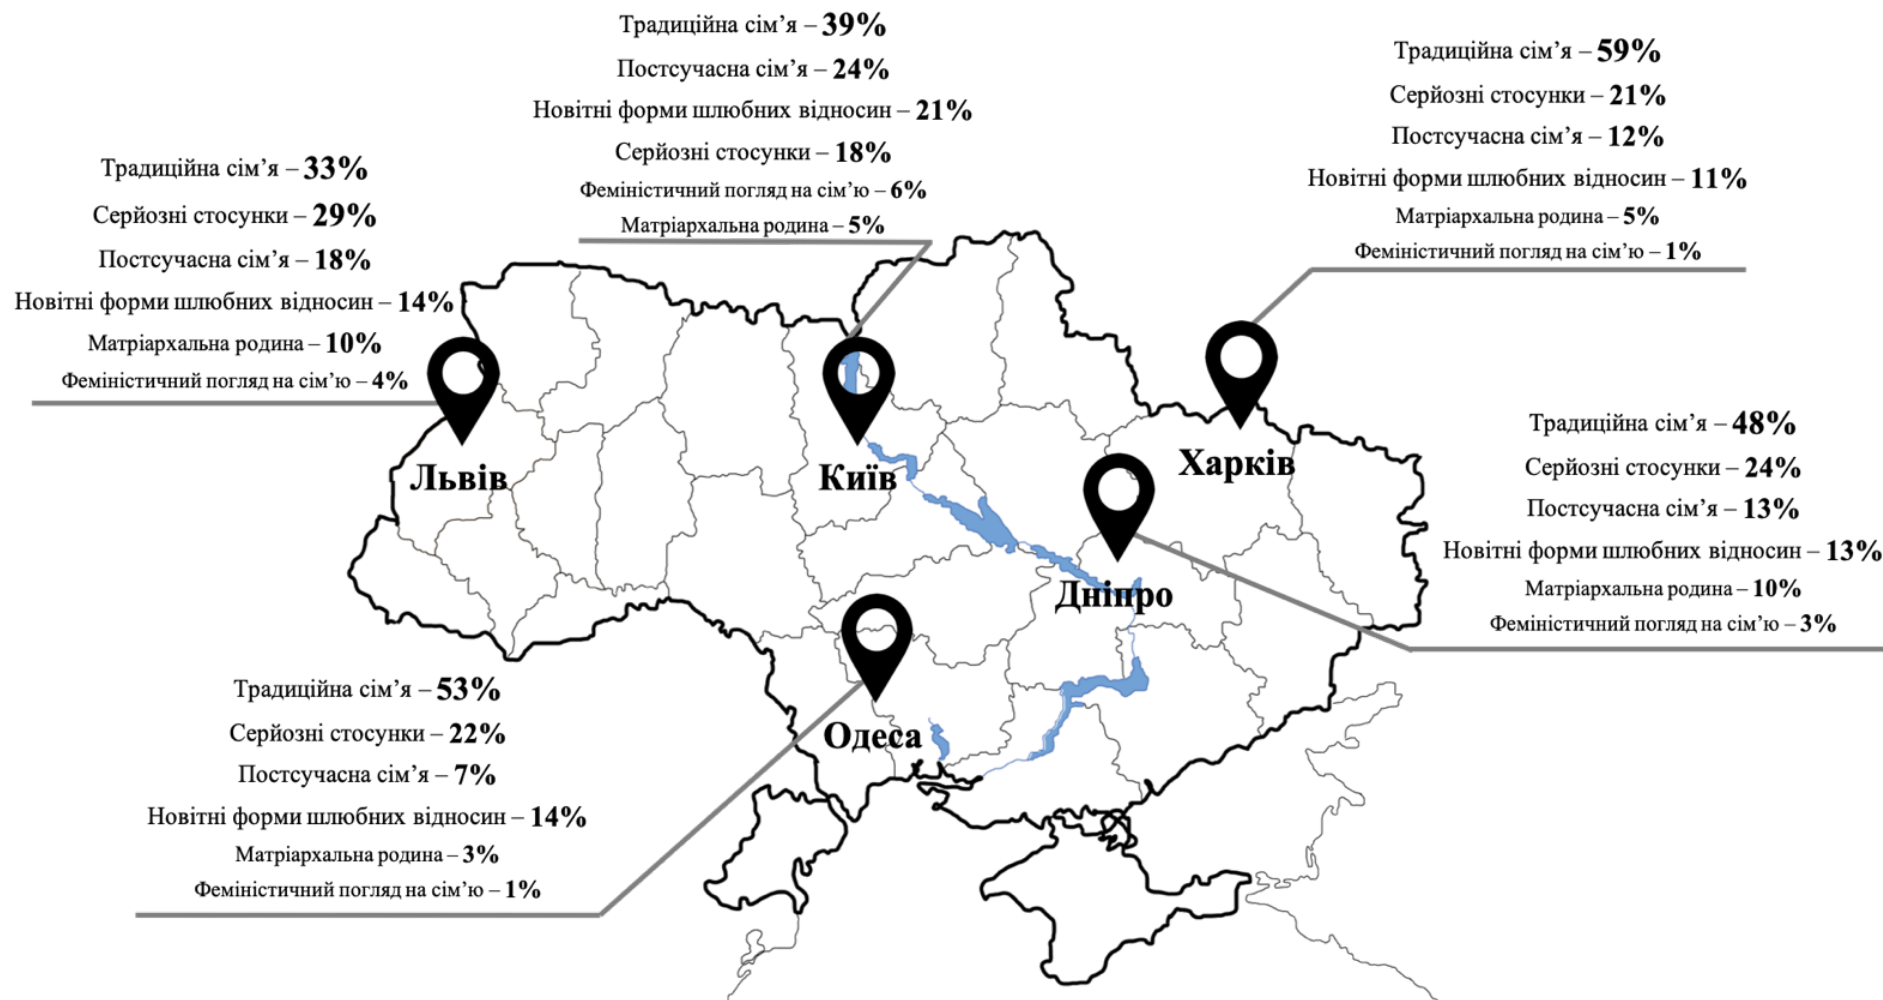 Традиційна сім’я – 39%
Постсучасна сім’я – 24%
Новітні форми шлюбних відносин – 21%
Серйозні стосунки – 18%
Феміністичний погляд на сім’ю – 6%
Матріархальна родина – 5%
Традиційна сім’я – 59%
Серйозні стосунки – 21%
Постсучасна сім’я – 12%
Новітні форми шлюбних відносин – 11%
Матріархальна родина – 5%
Феміністичний погляд на сім’ю – 1%
Традиційна сім’я – 33%
Серйозні стосунки – 29%
Постсучасна сім’я – 18%
Новітні форми шлюбних відносин – 14%
Матріархальна родина – 10%
Феміністичний погляд на сім’ю – 4%
Львів
Київ
Харків
Традиційна сім’я – 48%
Серйозні стосунки – 24%
Постсучасна сім’я – 13%
Новітні форми шлюбних відносин – 13%
Матріархальна родина – 10%
Феміністичний погляд на сім’ю – 3%
Дніпро
Традиційна сім’я – 53%
Серйозні стосунки – 22%
Постсучасна сім’я – 7%
Новітні форми шлюбних відносин – 14%
Матріархальна родина – 3%
Феміністичний погляд на сім’ю – 1%
Одеса